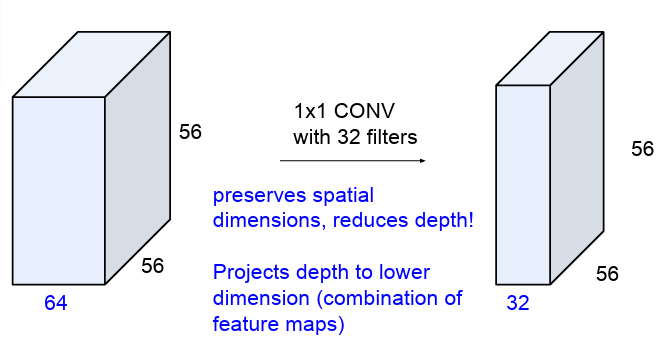 56
56
64
1x1 CONV
with 32 filters
preserves spatial
dimensions, reduces depth!
Projects depth to lower
dimension (combination of
feature maps)
56
56
32